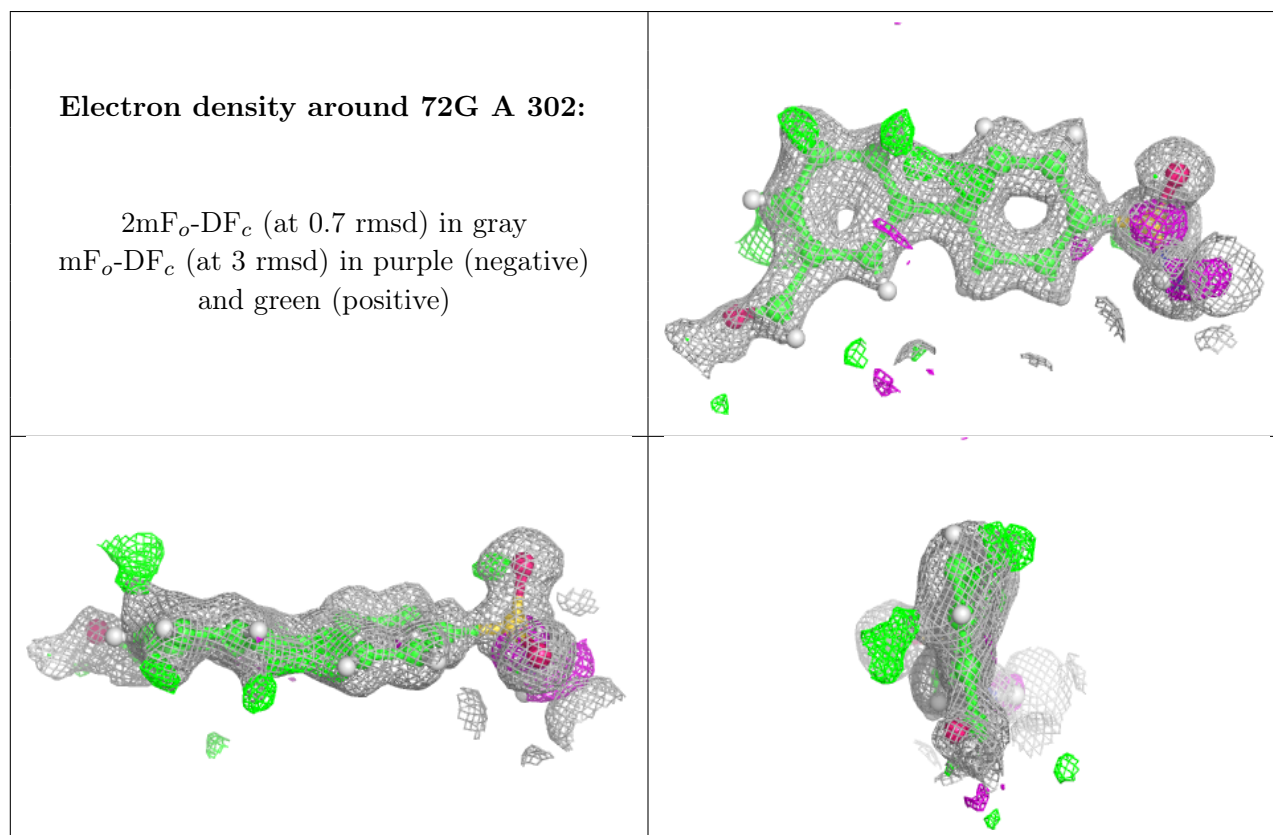 Electron density around 72G A 302:
2mFo-DFc (at 0.7 rmsd) in gray
mFo-DFc (at 3 rmsd) in purple (negative)
and green (positive)